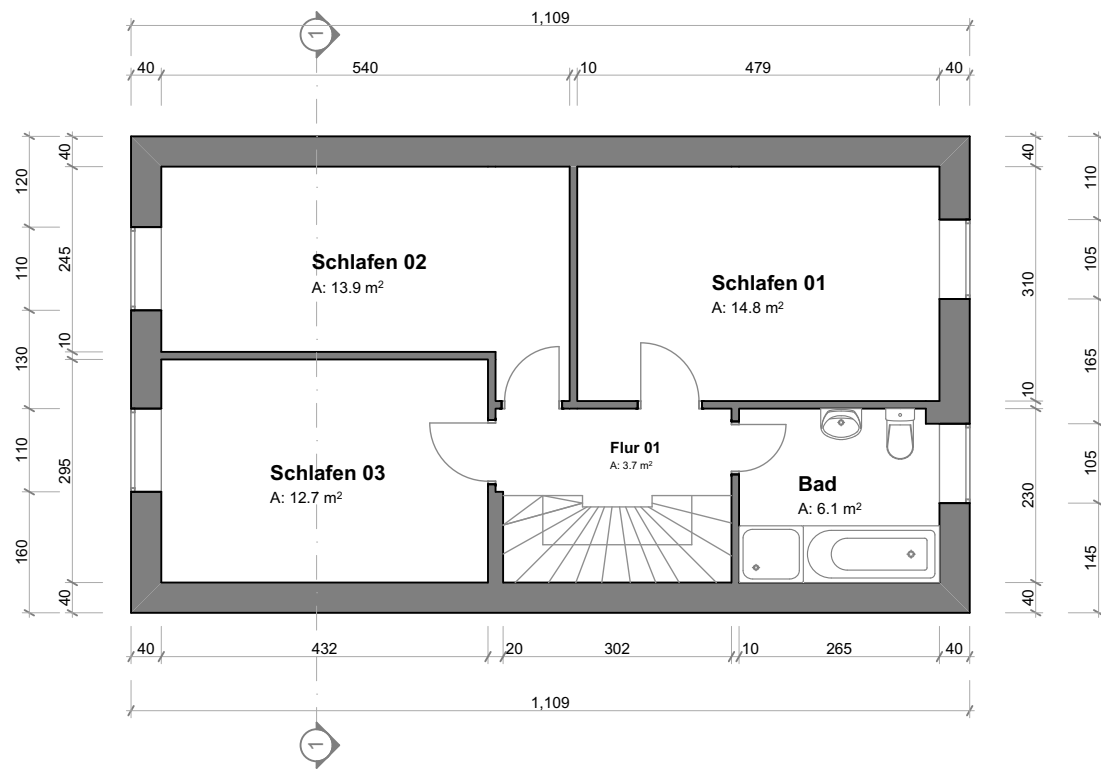 1,109
1
40 540 10 479 40
40 245 10 295 40
120 110 130 110 160
40 310 10 230 40
110 105 165 105 145
Schlafen 02
A: 13.9 m²
Schlafen 01
A: 14.8 m²
Schlafen 03
A: 12.7 m²
Flur 01
A: 3.7 m²
Bad
A: 6.1 m²
40 432 20 302 10 265 40
1,109
1